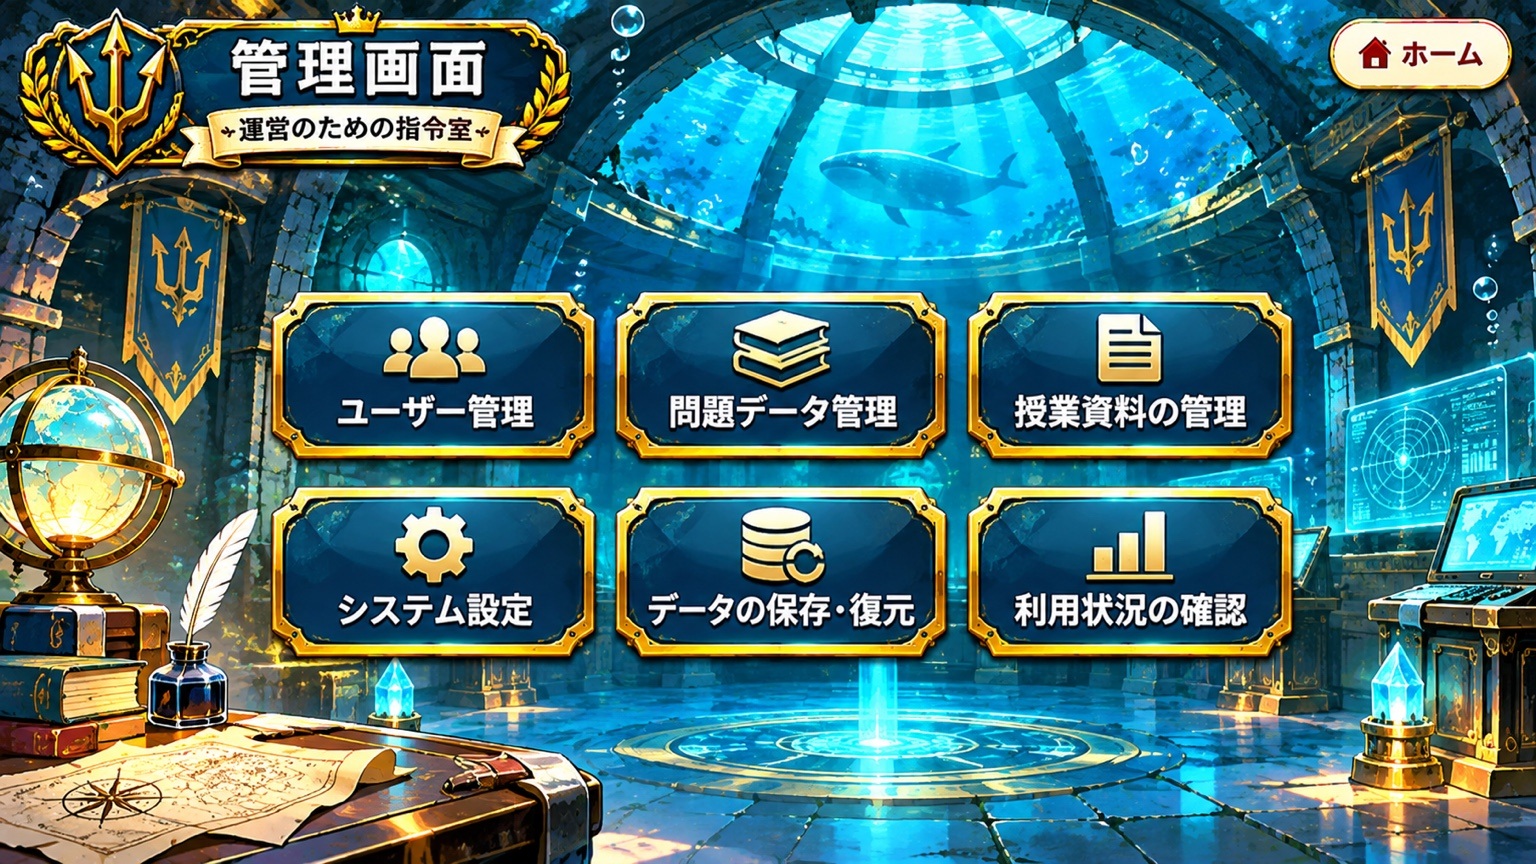 管理画面
運営のための指令室
ホーム
ユーザー管理
問題データ管理
授業資料の管理
システム設定
データの保存・復元
利用状況の確認